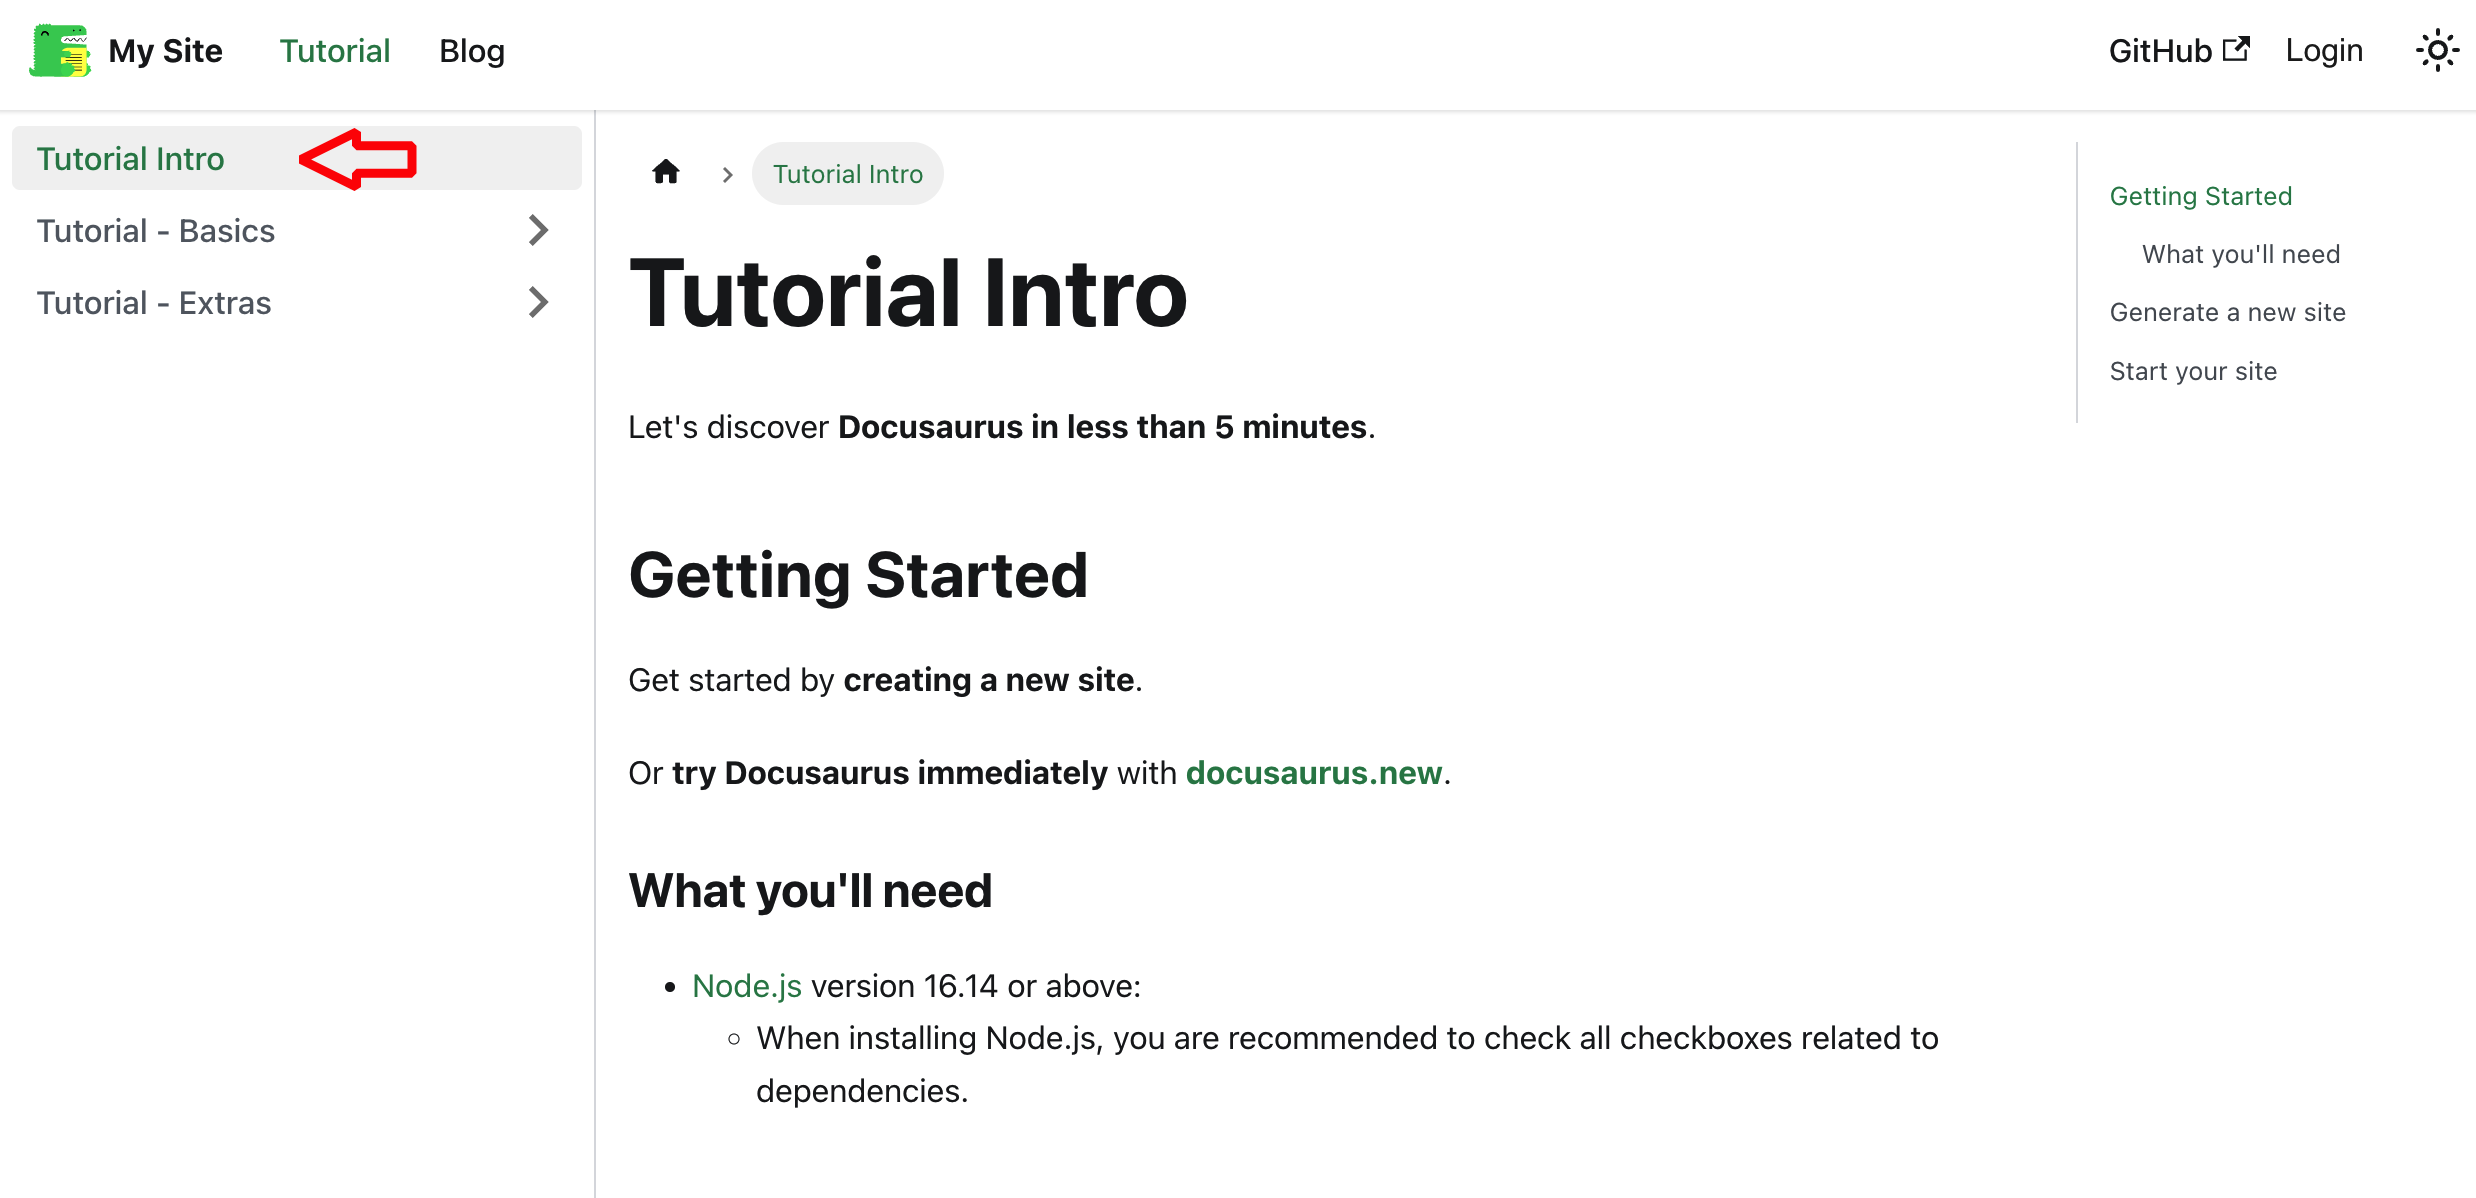 My Site
Tutorial
Blog
GitHub
Login
Tutorial Intro
Tutorial - Basics
Tutorial - Extras
Tutorial Intro
Tutorial Intro
Let's discover Docusaurus in less than 5 minutes.
Getting Started
Get started by creating a new site.
Or try Docusaurus immediately with docusaurus.new.
What you'll need
Node.js version 16.14 or above:
When installing Node.js, you are recommended to check all checkboxes related to
dependencies.
Getting Started
What you'll need
Generate a new site
Start your site